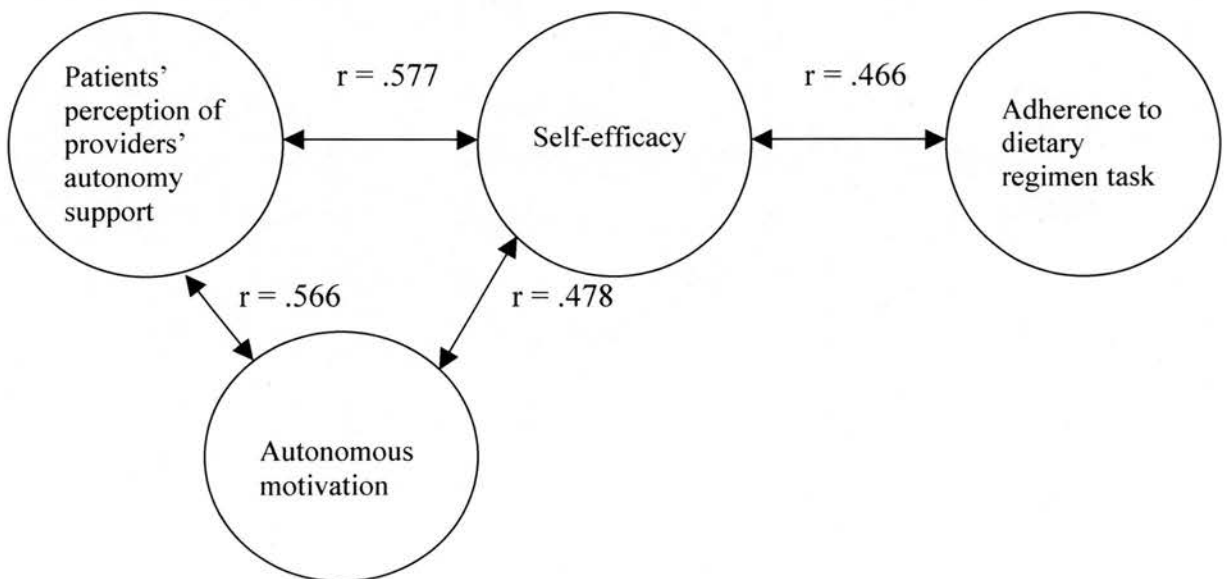 Patients'
perception of
providers'
autonomy
support
r = .577
Self-efficacy
r = .466
Adherence to
dietary
regimen task
r = .566
r = .478
Autonomous
motivation